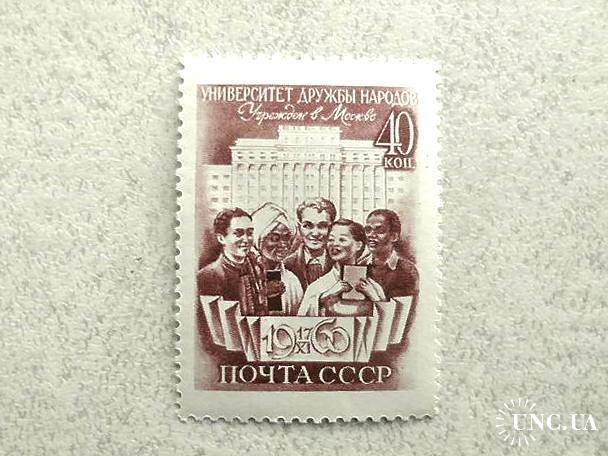 УНИВЕРСИТЕТ ДРУЖБЫ НАРОДОВ
Учрежден в Москве
40
КОП.
19 17 XI 60
ПОЧТА СССР
UNC.UA